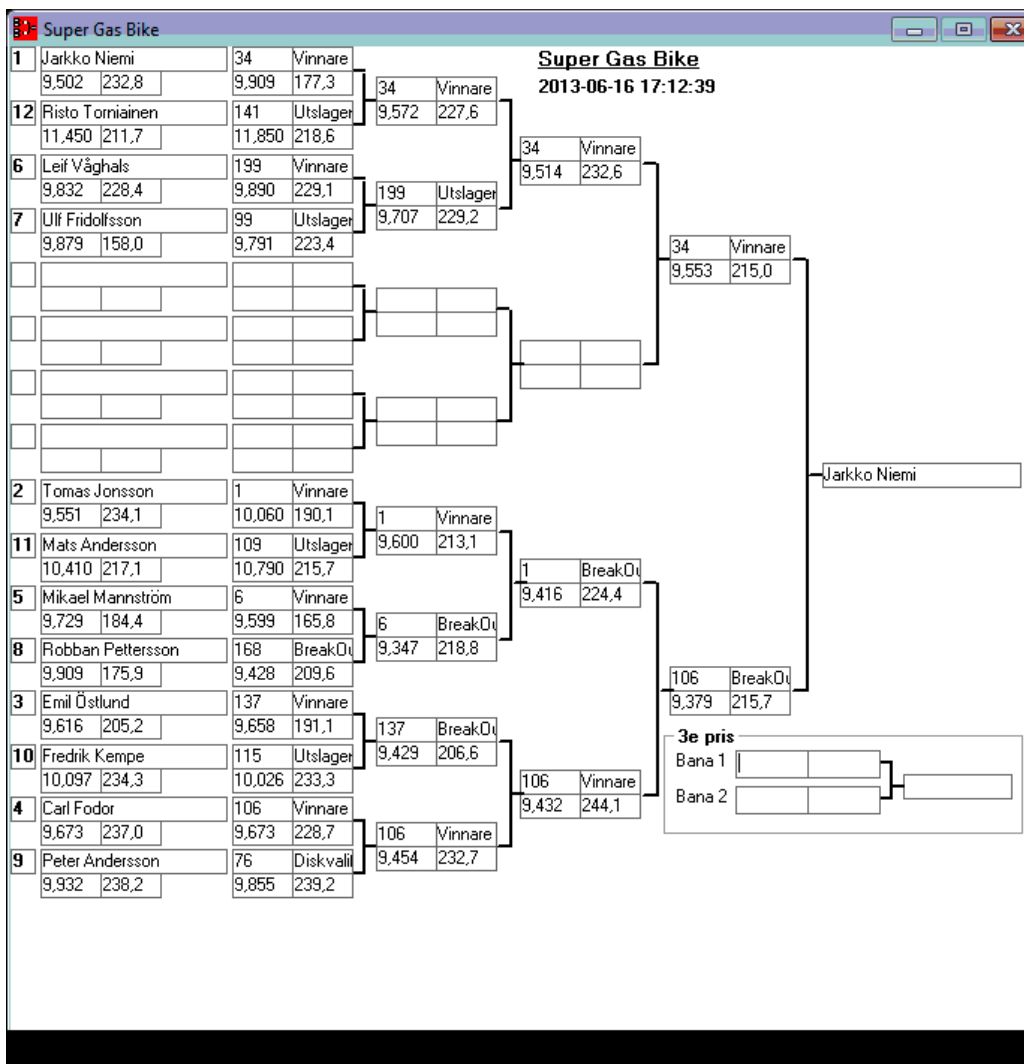 Super Gas Bike
Super Gas Bike
2013-06-16 17:12:39
1 Jarkko Niemi 34 Vinnare
9,502 232,8 9,909 177,3
34 Vinnare
9,572 227,6
12 Risto Torniainen 141 Utslager
11,450 211,7 11,850 218,6
34 Vinnare
9,514 232,6
6 Leif Våghals 199 Vinnare
9,832 228,4 9,890 229,1
199 Utslager
9,707 229,2
7 Ulf Fridolfsson 99 Utslager
9,879 158,0 9,791 223,4
34 Vinnare
9,553 215,0
Jarkko Niemi
2 Tomas Jonsson 1 Vinnare
9,551 234,1 10,060 190,1
1 Vinnare
9,600 213,1
11 Mats Andersson 109 Utslager
10,410 217,1 10,790 215,7
1 BreakOu
9,416 224,4
5 Mikael Mannström 6 Vinnare
9,729 184,4 9,599 165,8
6 BreakOu
9,347 218,8
8 Robban Pettersson 168 BreakOu
9,909 175,9 9,428 209,6
106 BreakOu
9,379 215,7
3 Emil Östlund 137 Vinnare
9,616 205,2 9,658 191,1
137 BreakOu
9,429 206,6
10 Fredrik Kempe 115 Utslager
10,097 234,3 10,026 233,3
106 Vinnare
9,432 244,1
4 Carl Fodor 106 Vinnare
9,673 237,0 9,673 228,7
106 Vinnare
9,454 232,7
9 Peter Andersson 76 Diskvalif
9,932 238,2 9,855 239,2
3e pris
Bana 1
Bana 2